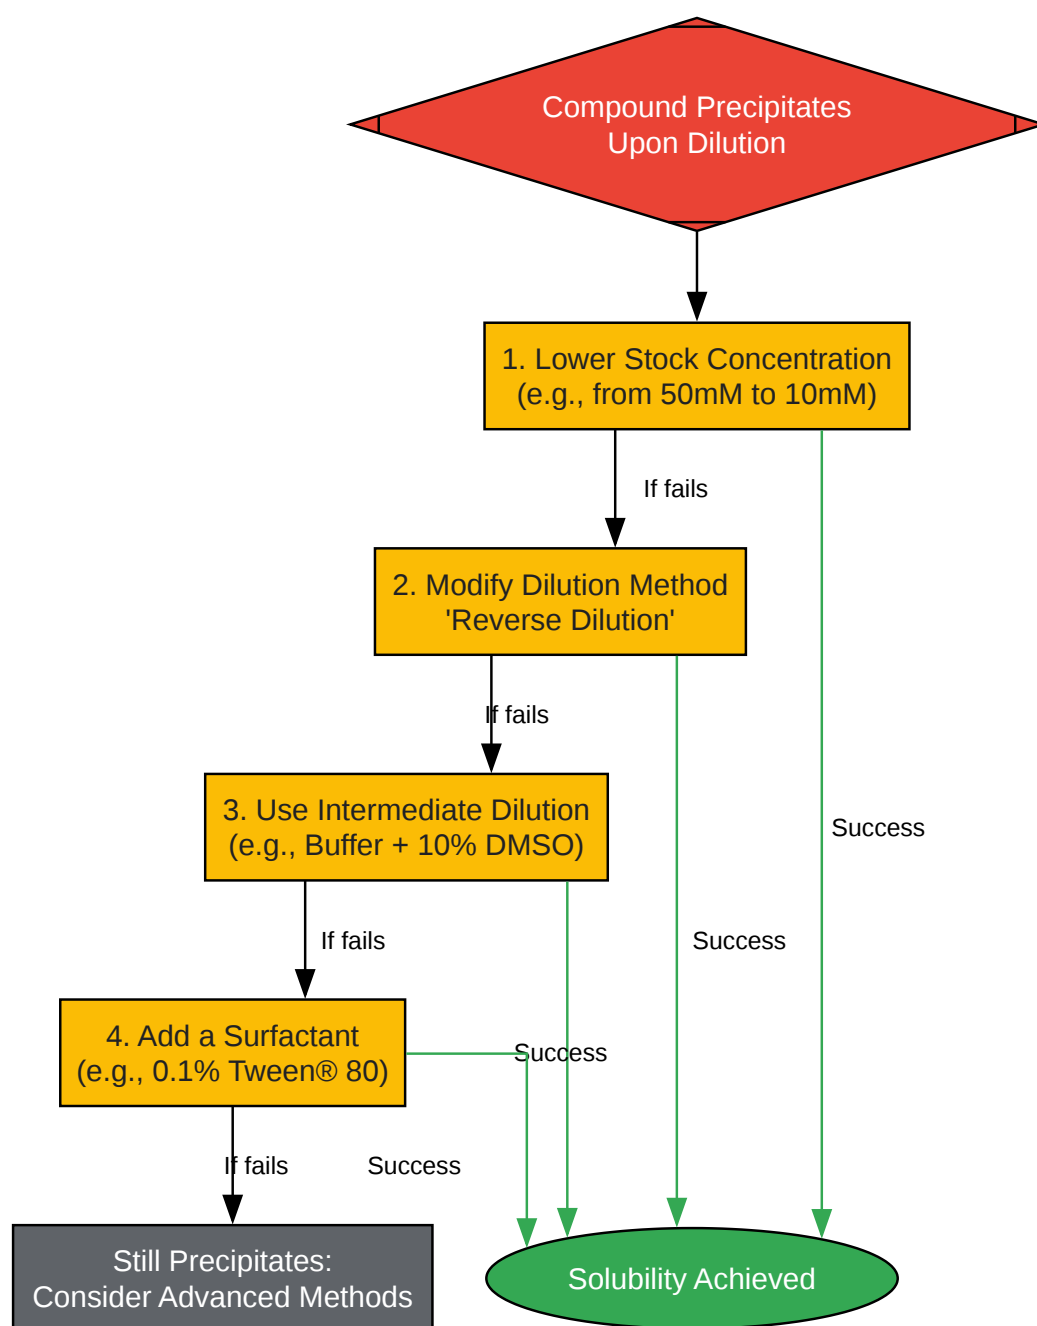 Compound Precipitates
Upon Dilution
1. Lower Stock Concentration
(e.g., from 50mM to 10mM)
If fails
2. Modify Dilution Method
'Reverse Dilution'
If fails
3. Use Intermediate Dilution
(e.g., Buffer + 10% DMSO)
Success
If fails
Success
4. Add a Surfactant
(e.g., 0.1% Tween® 80)
Success
If fails
Success
Still Precipitates:
Consider Advanced Methods
Solubility Achieved